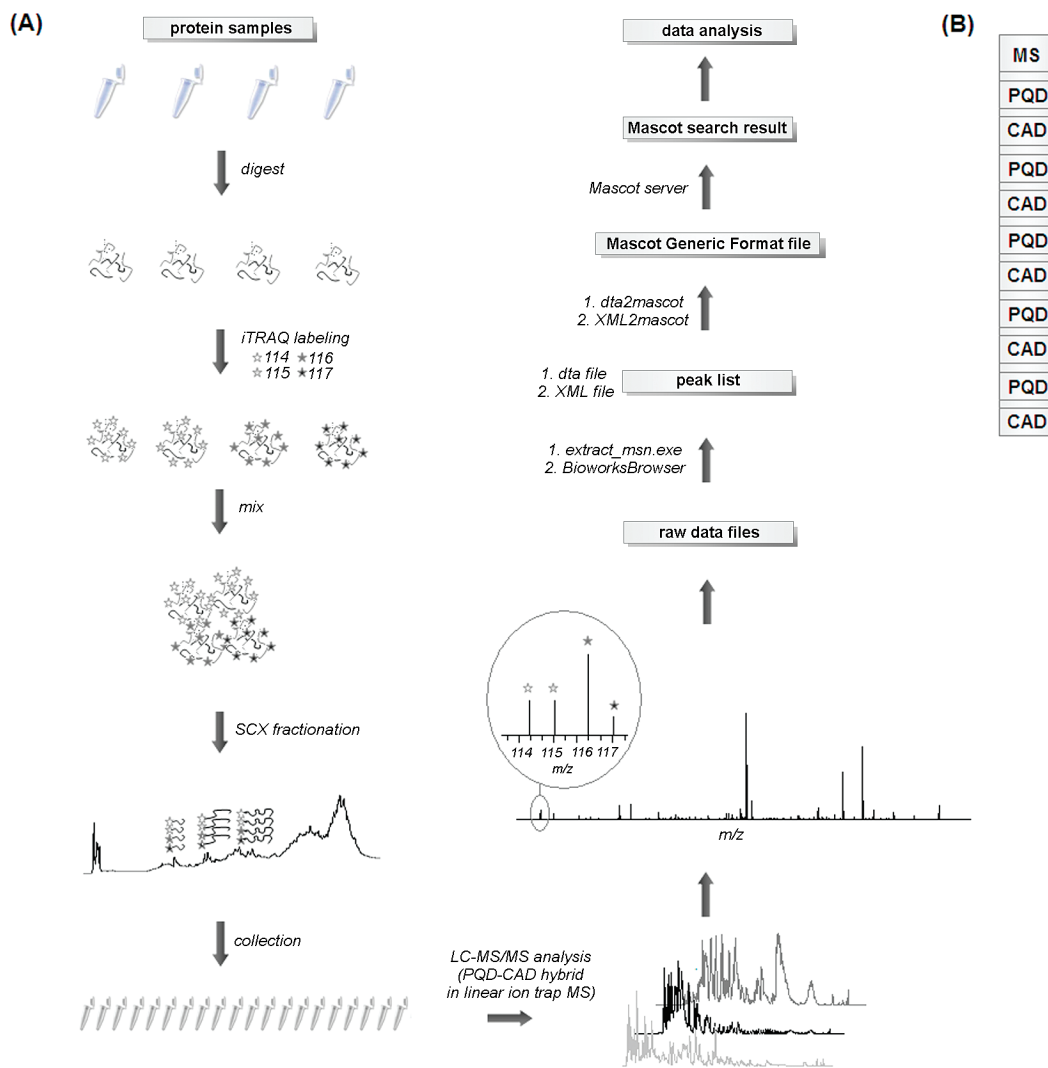 (A)
protein samples
digest
iTRAQ labeling
☆114 ★116
☆115 ★117
mix
SCX fractionation
collection
LC-MS/MS analysis
(PQD-CAD hybrid
in linear ion trap MS)
m/z
114 115 116 117
m/z
raw data files
1. extract_msn.exe
2. BioworksBrowser
1. dta file
2. XML file
peak list
1. dta2mascot
2. XML2mascot
Mascot Generic Format file
Mascot server
Mascot search result
data analysis
(B)
MS
PQD
CAD
PQD
CAD
PQD
CAD
PQD
CAD
PQD
CAD